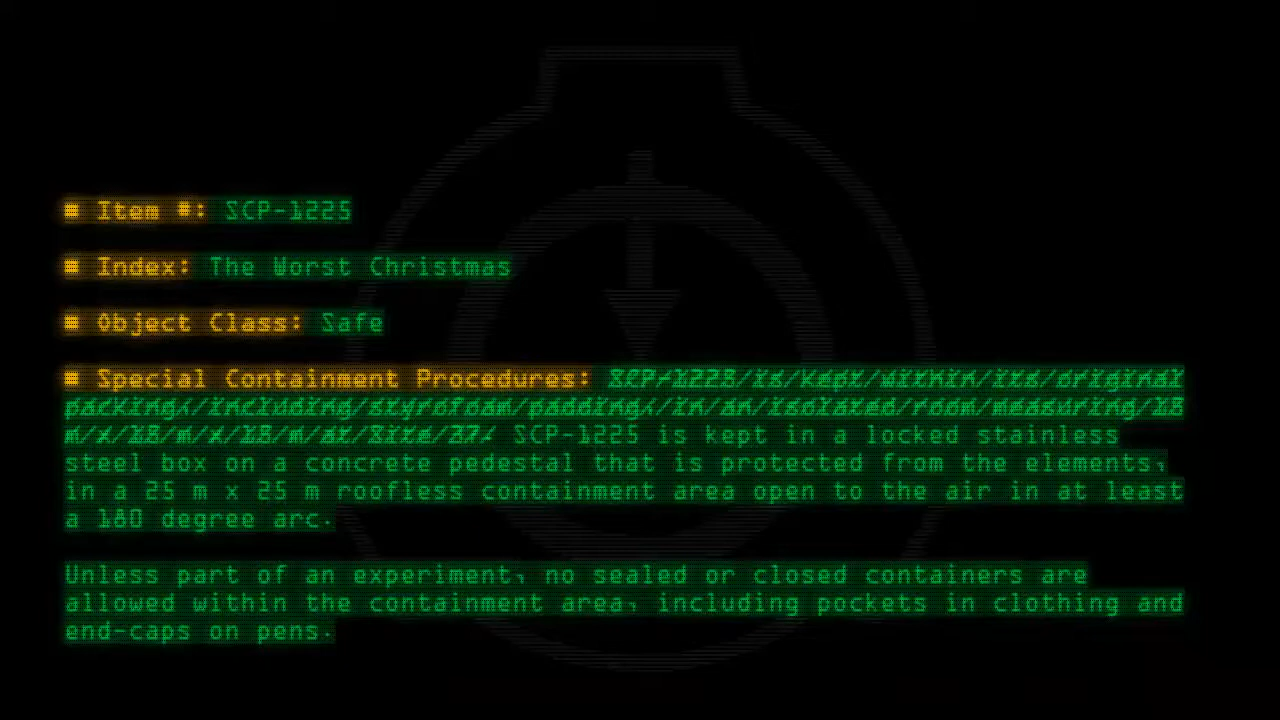 ■ Item #: SCP-1225
■ Index: The Worst Christmas
■ Object Class: Safe
■ Special Containment Procedures: SCP-1225/is/kept/within/its/original
packing,/including/styrofoam/padding,/in/an/isolated/room/measuring/10
m/x/10/m/x/10/m/at/Site/37. SCP-1225 is kept in a locked stainless
steel box on a concrete pedestal that is protected from the elements,
in a 25 m x 25 m roofless containment area open to the air in at least
a 180 degree arc.
Unless part of an experiment, no sealed or closed containers are
allowed within the containment area, including pockets in clothing and
end-caps on pens.